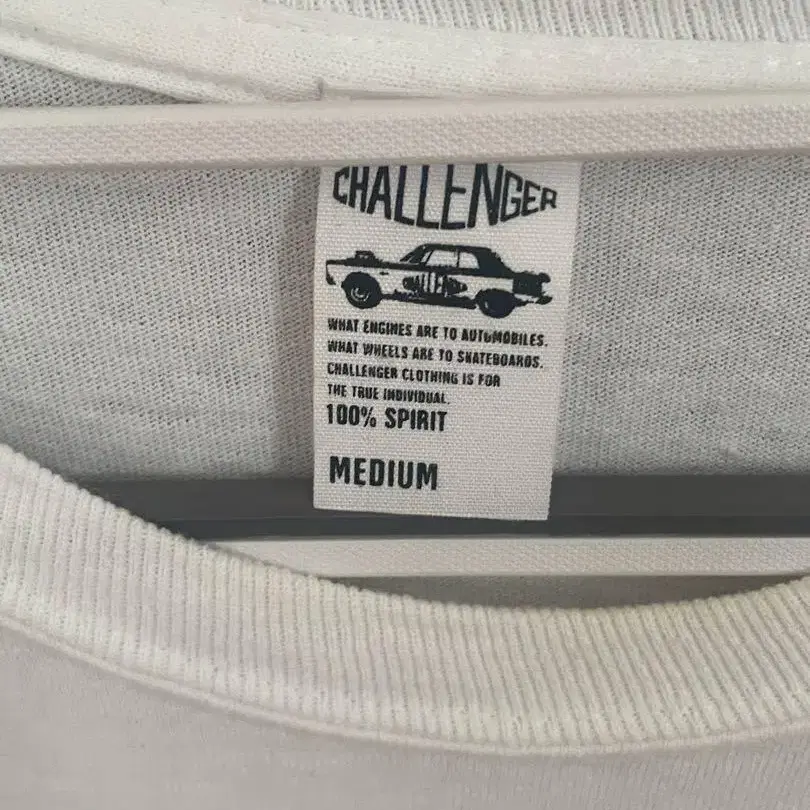 CHALLENGER
CHALLENGER
WHAT ENGINES ARE TO AUTOMOBILES.
WHAT WHEELS ARE TO SKATEBOARDS.
CHALLENGER CLOTHING IS FOR
THE TRUE INDIVIDUAL.
100% SPIRIT
MEDIUM